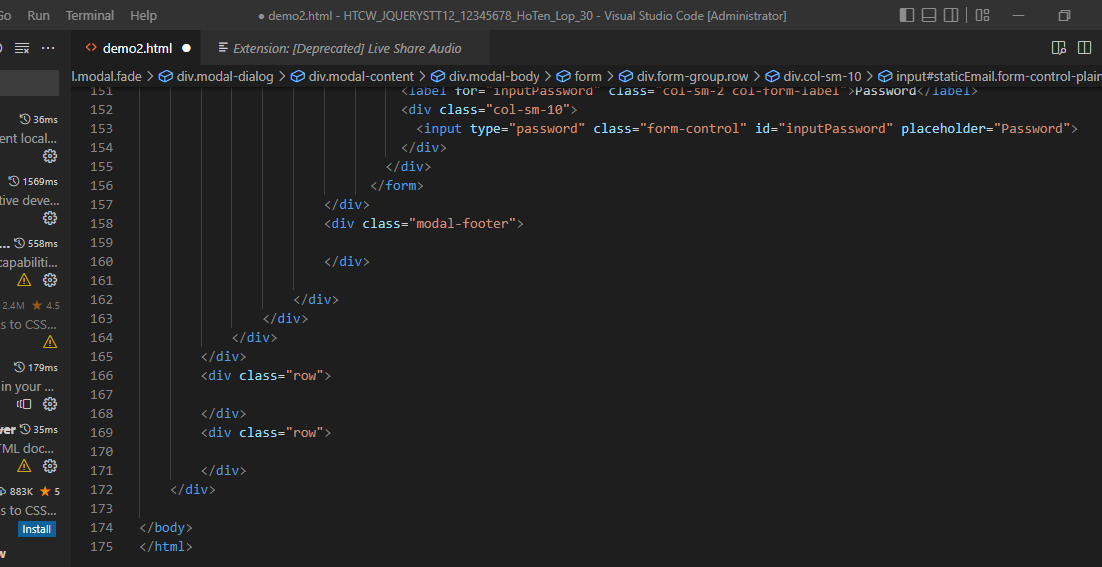 Go Run Terminal Help ● demo2.html - HTCW_JQUERYSTT12_12345678_HoTen_Lop_30 - Visual Studio Code [Administrator]
<> demo2.html ● Extension: [Deprecated] Live Share Audio
l.modal.fade > div.modal-dialog > div.modal-content > div.modal-body > form > div.form-group.row > div.col-sm-10 > input#staticEmail.form-control-plain
151 <label for="inputPassword" class="col-sm-2 col-form-label">Password</label>
152 <div class="col-sm-10">
153 <input type="password" class="form-control" id="inputPassword" placeholder="Password">
154 </div>
155 </div>
156 </form>
157 </div>
158 <div class="modal-footer">
159
160 </div>
161
162 </div>
163 </div>
164 </div>
165 </div>
166 <div class="row">
167
168 </div>
169 <div class="row">
170
171 </div>
172 </div>
173
174 </body>
175 </html>
36ms
ent local...
1569ms
tive deve...
... 558ms
capabiliti...
2.4M ★ 4.5
s to CSS...
179ms
in your ...
ver 35ms
TML doc...
883K ★ 5
s to CSS...
Install
w